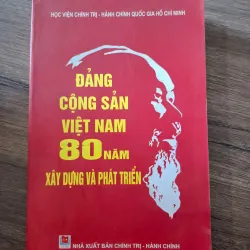 HỌC VIỆN CHÍNH TRỊ - HÀNH CHÍNH QUỐC GIA HỒ CHÍ MINH
ĐẢNG
CỘNG SẢN
VIỆT NAM
80 NĂM
XÂY DỰNG VÀ PHÁT TRIỂN
NHÀ XUẤT BẢN CHÍNH TRỊ - HÀNH CHÍNH